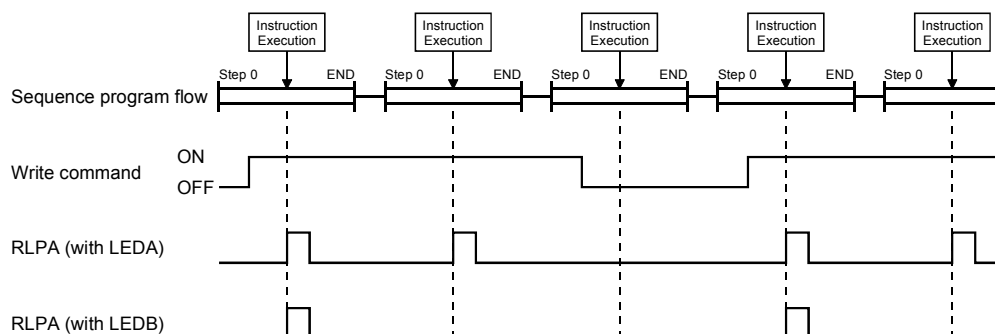 Instruction
Execution
Instruction
Execution
Instruction
Execution
Instruction
Execution
Instruction
Execution
Step 0 END Step 0 END Step 0 END Step 0 END Step 0
Sequence program flow
ON
Write command
OFF
RLPA (with LEDA)
RLPA (with LEDB)